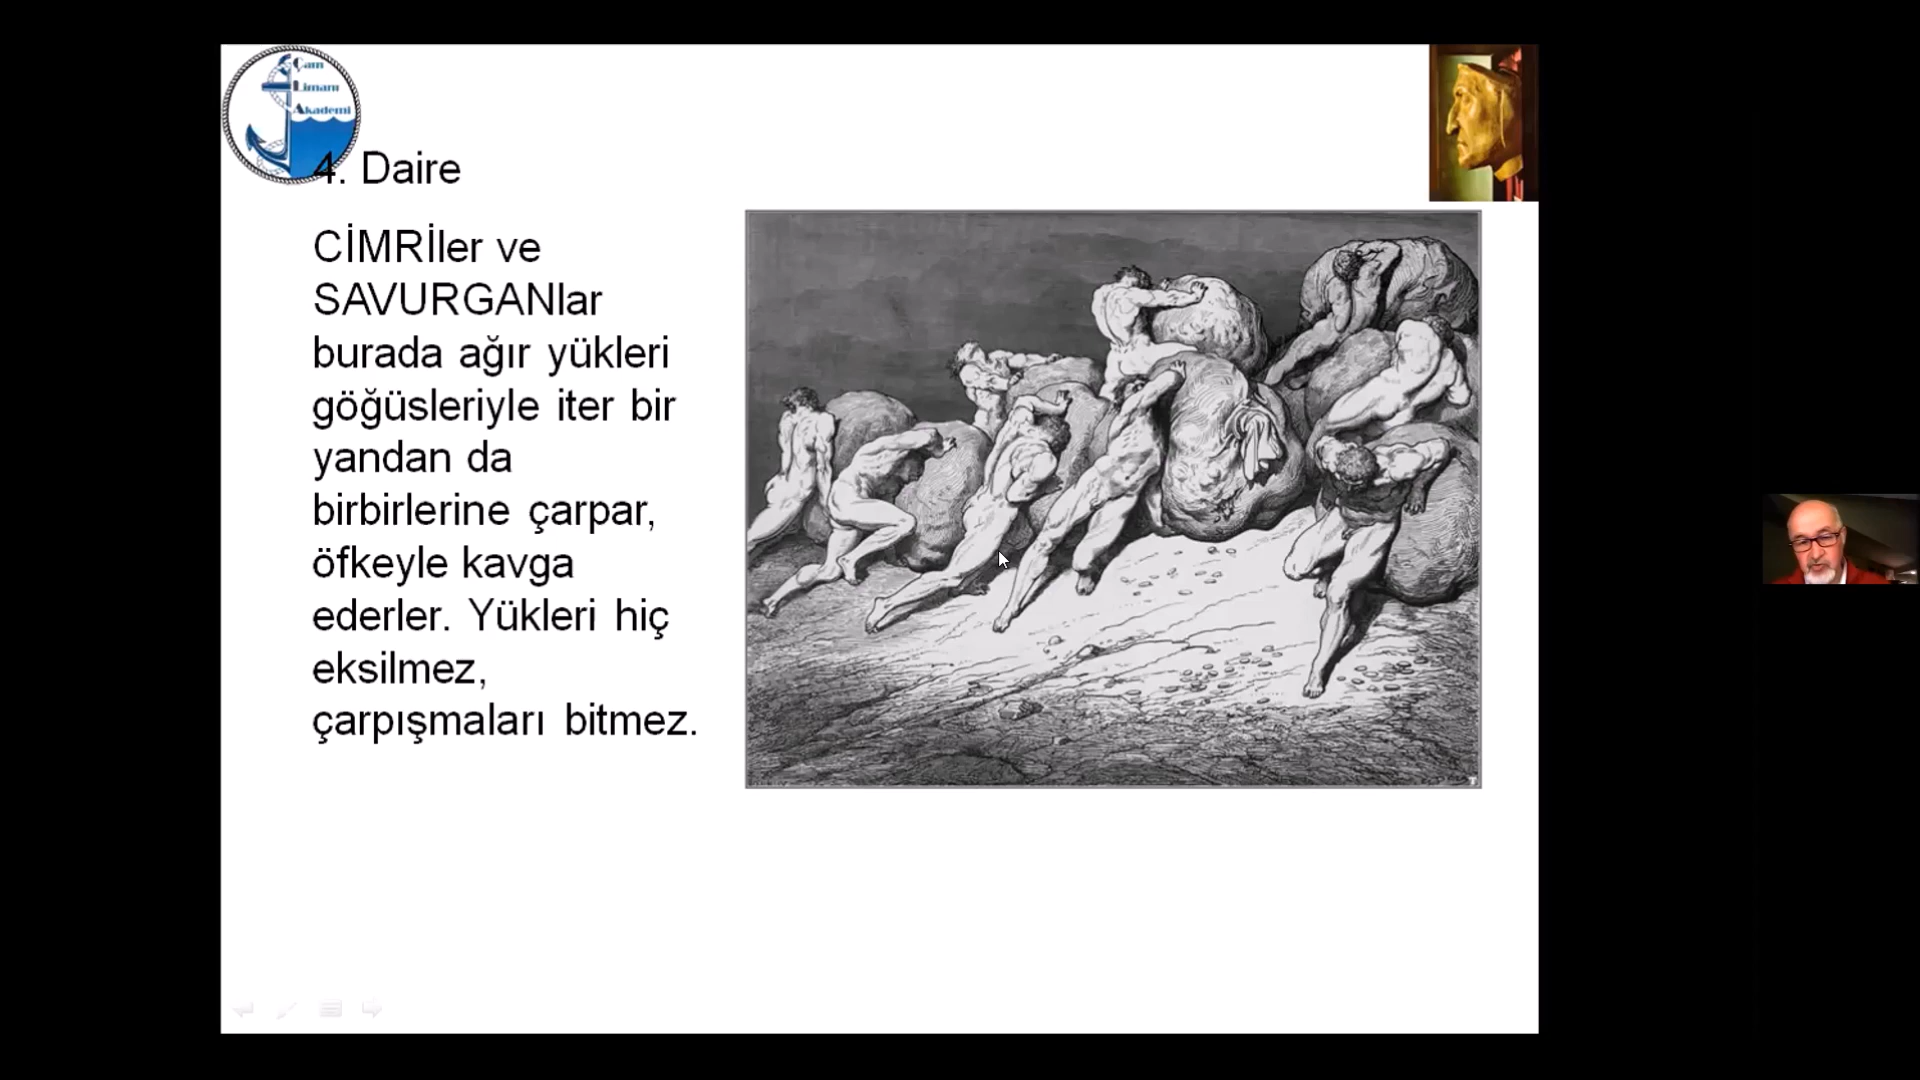 Çam
Limanı
Akademi
4. Daire
CİMRİler ve
SAVURGANlar
burada ağır yükleri
göğüsleriyle iter bir
yandan da
birbirlerine çarpar,
öfkeyle kavga
ederler. Yükleri hiç
eksilmez,
çarpışmaları bitmez.